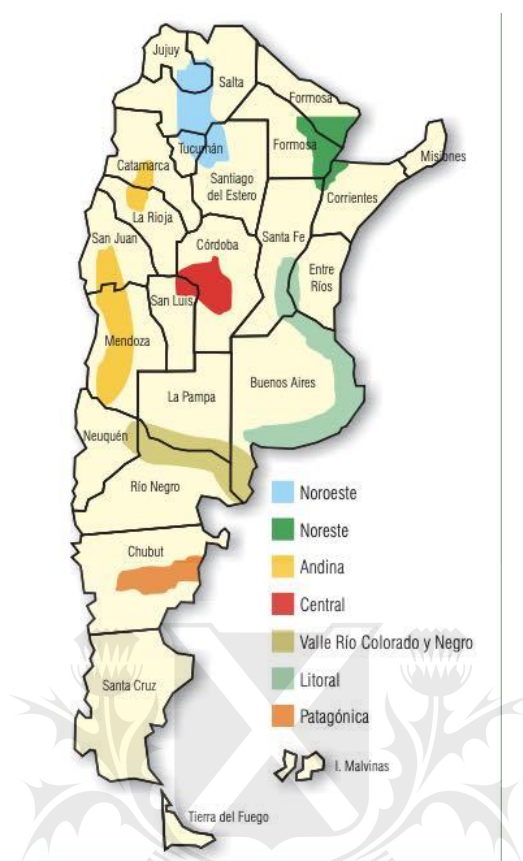 Jujuy
Salta
Formosa
Tucumán
Formosa
Misiones
Catamarca
Santiago
del Estero
Corrientes
La Rioja
San Juan
Córdoba
Santa Fe
Entre
Ríos
San Luis
Mendoza
La Pampa
Buenos Aires
Neuquén
Río Negro
Chubut
Santa Cruz
Tierra del Fuego
I. Malvinas
Noroeste
Noreste
Andina
Central
Valle Río Colorado y Negro
Litoral
Patagónica